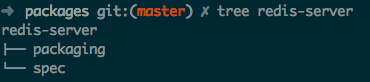 ➜ packages git:(master) ✗ tree redis-server
redis-server
├── packaging
└── spec